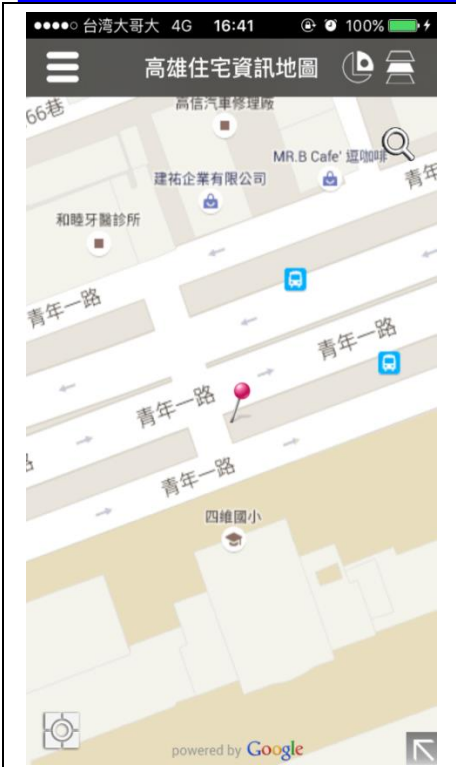 台湾大哥大 4G 16:41 100%
高雄住宅資訊地圖
66巷
高信汽車修理廠
MR.B Cafe' 逗咖啡
建祐企業有限公司
青年
和睦牙醫診所
青年一路
青年一路
青年一路
青年一路
四維國小
powered by Google